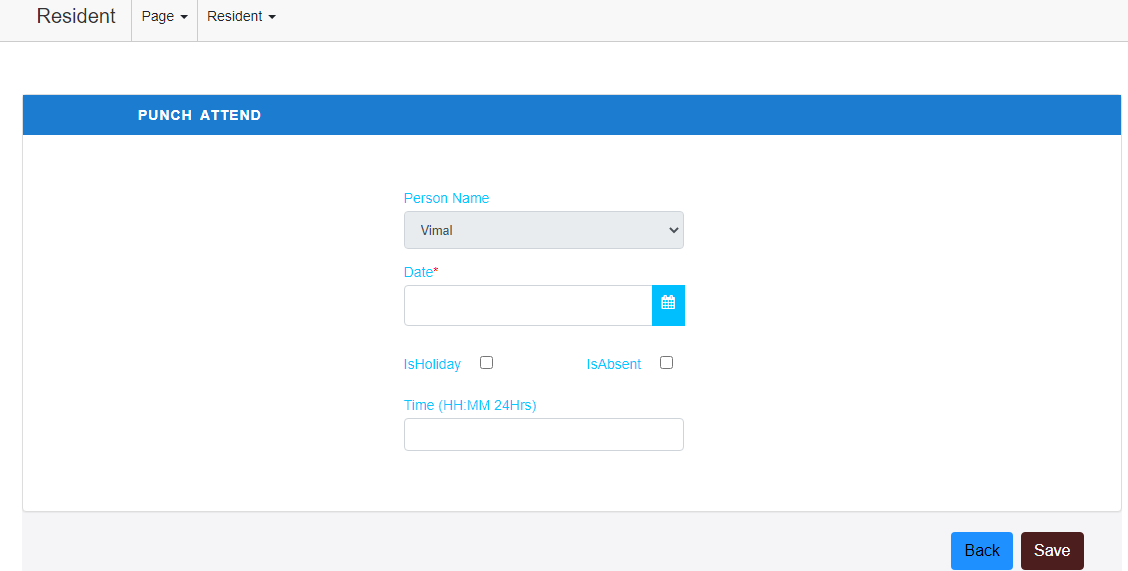 Resident Page Resident
PUNCH ATTEND
Person Name
Vimal
Date*
IsHoliday IsAbsent
Time (HH:MM 24Hrs)
Back Save